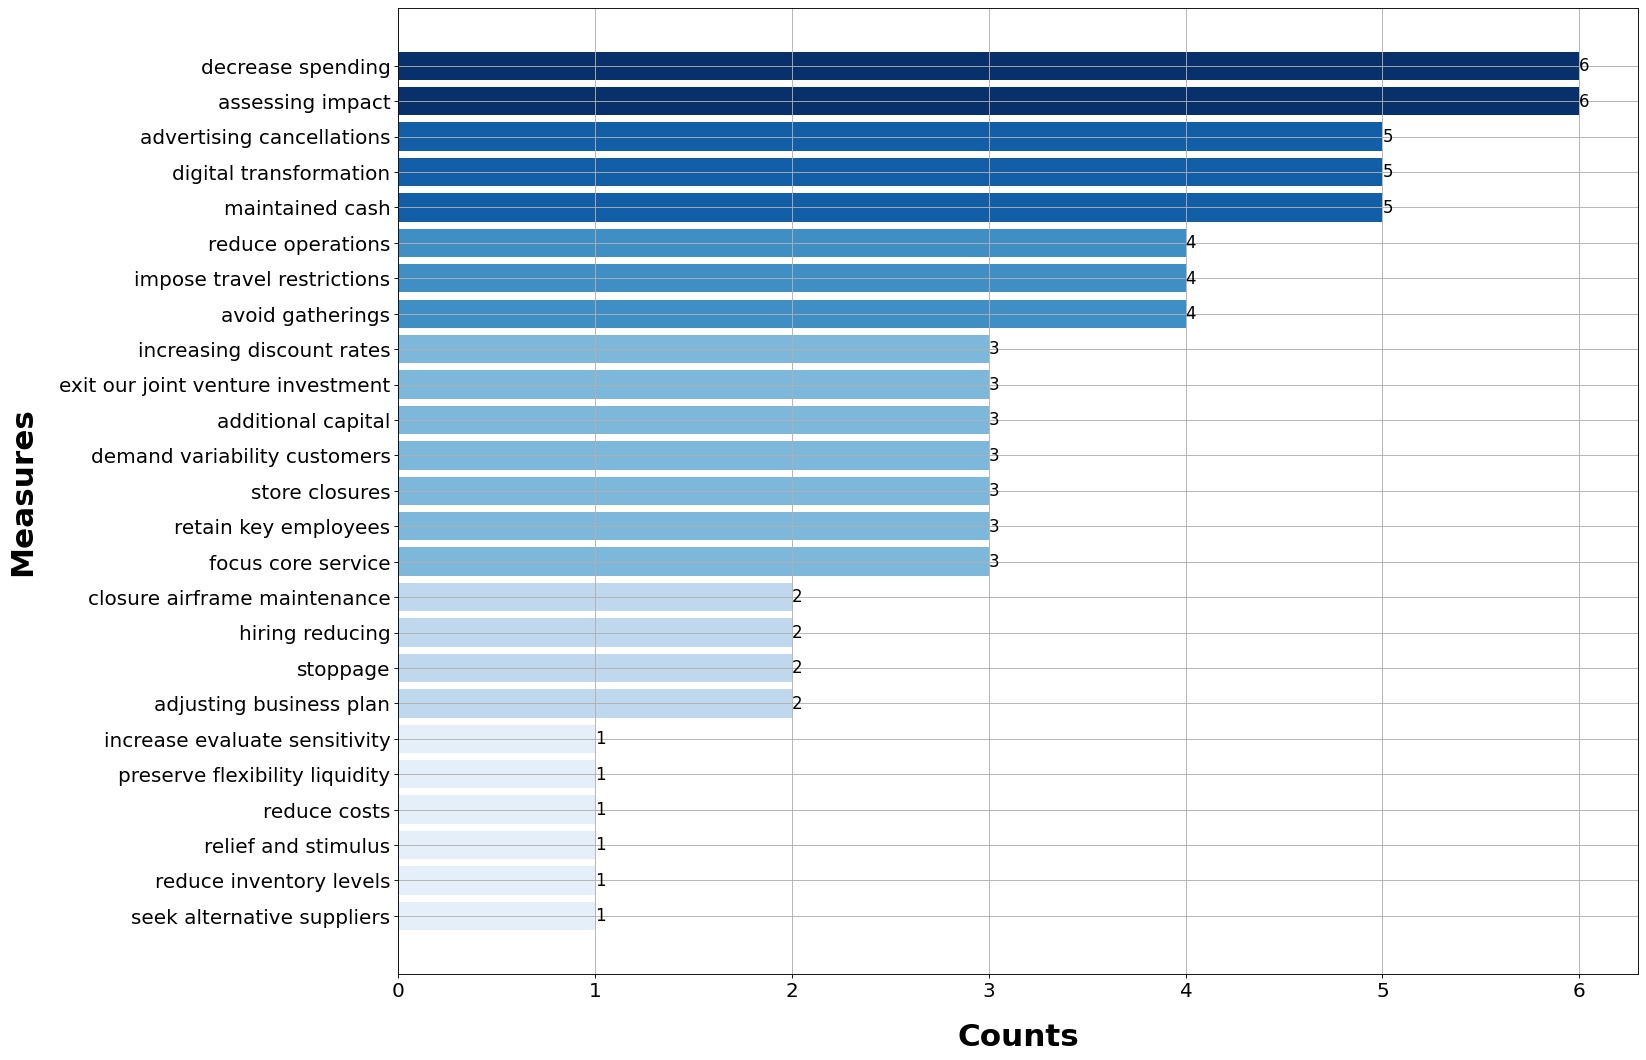 decrease spending 6
assessing impact 6
advertising cancellations 5
digital transformation 5
maintained cash 5
reduce operations 4
impose travel restrictions 4
avoid gatherings 4
increasing discount rates 3
exit our joint venture investment 3
additional capital 3
demand variability customers 3
store closures 3
retain key employees 3
focus core service 3
closure airframe maintenance 2
hiring reducing 2
stoppage 2
adjusting business plan 2
increase evaluate sensitivity 1
preserve flexibility liquidity 1
reduce costs 1
relief and stimulus 1
reduce inventory levels 1
seek alternative suppliers 1
Measures
0 1 2 3 4 5 6
Counts